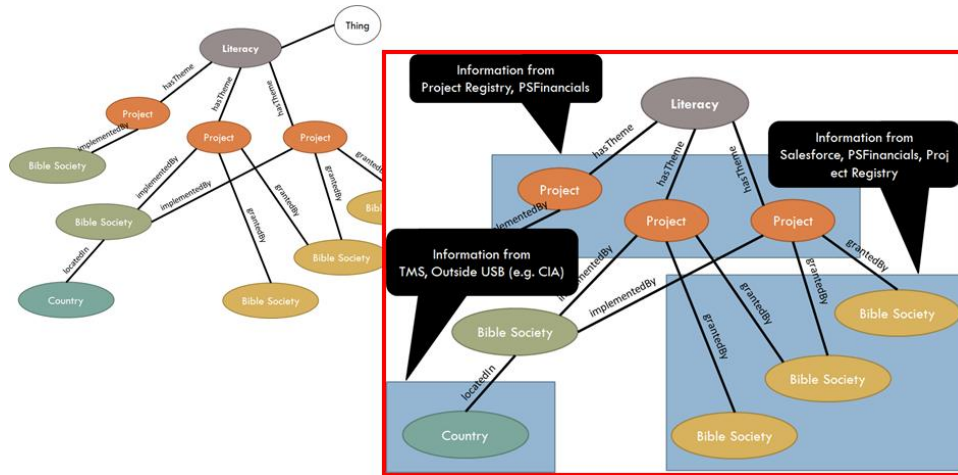 Thing
Literacy
hasTheme
hasTheme
hasTheme
Project
Project
Project
implementedBy
Bible Society
implementedBy
implementedBy
grantedBy
grantedBy
grantedBy
Bible Society
Bible
Bible Society
locatedIn
Country
Bible Society
Information from
Project Registry, PSFinancials
Literacy
Information from
Salesforce, PSFinancials, Proj
ect Registry
hasTheme
hasTheme
hasTheme
Project
Project
Project
Information from
TMS, Outside USB (e.g. CIA)
implementedBy
grantedBy
grantedBy
grantedBy
grantedBy
Bible Society
Bible Society
Bible Society
locatedIn
Country
Bible Society